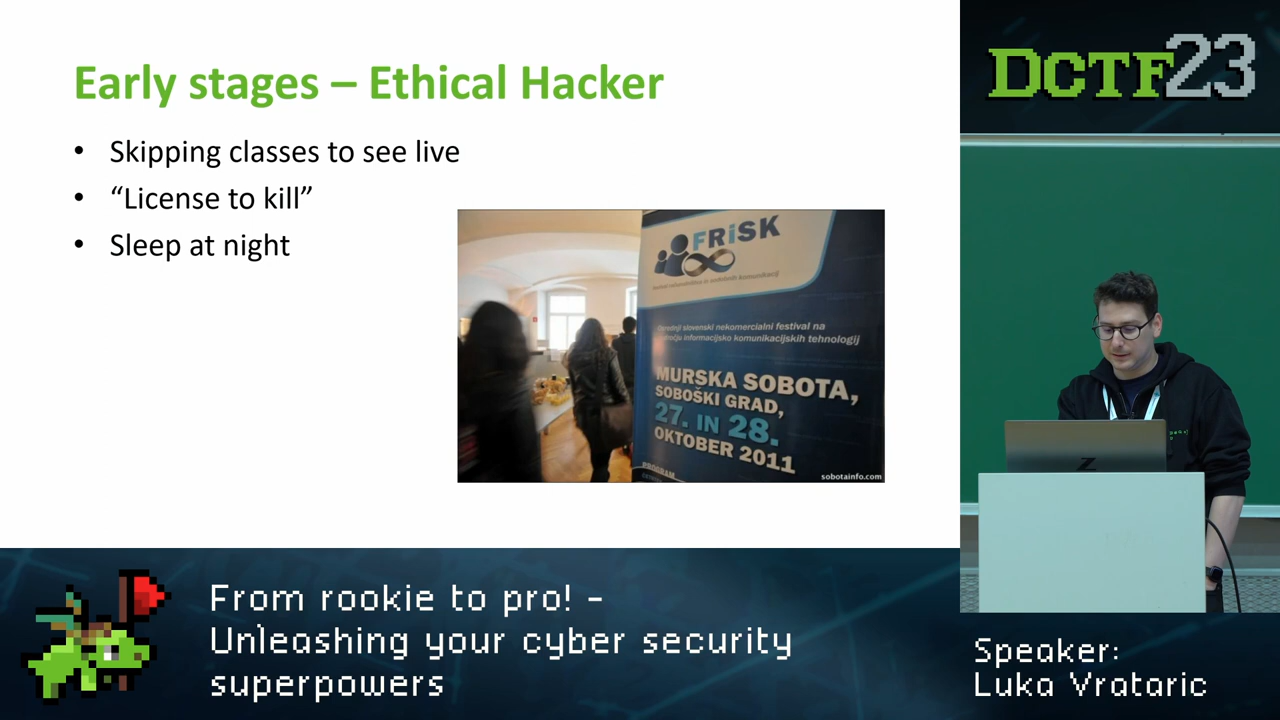 Early stages – Ethical Hacker
• Skipping classes to see live
• “License to kill”
• Sleep at night
FRiSK
slovenski nekomercialni festival na
informacijsko komunikacijskih tehnologij
MURSKA SOBOTA,
SOBOŠKI GRAD,
27. IN 28.
OKTOBER 2011
PROGRAM
sobotainfo.com
DCTF23
From rookie to pro! -
Unleashing your cyber security
superpowers
Speaker:
Luka Vrataric